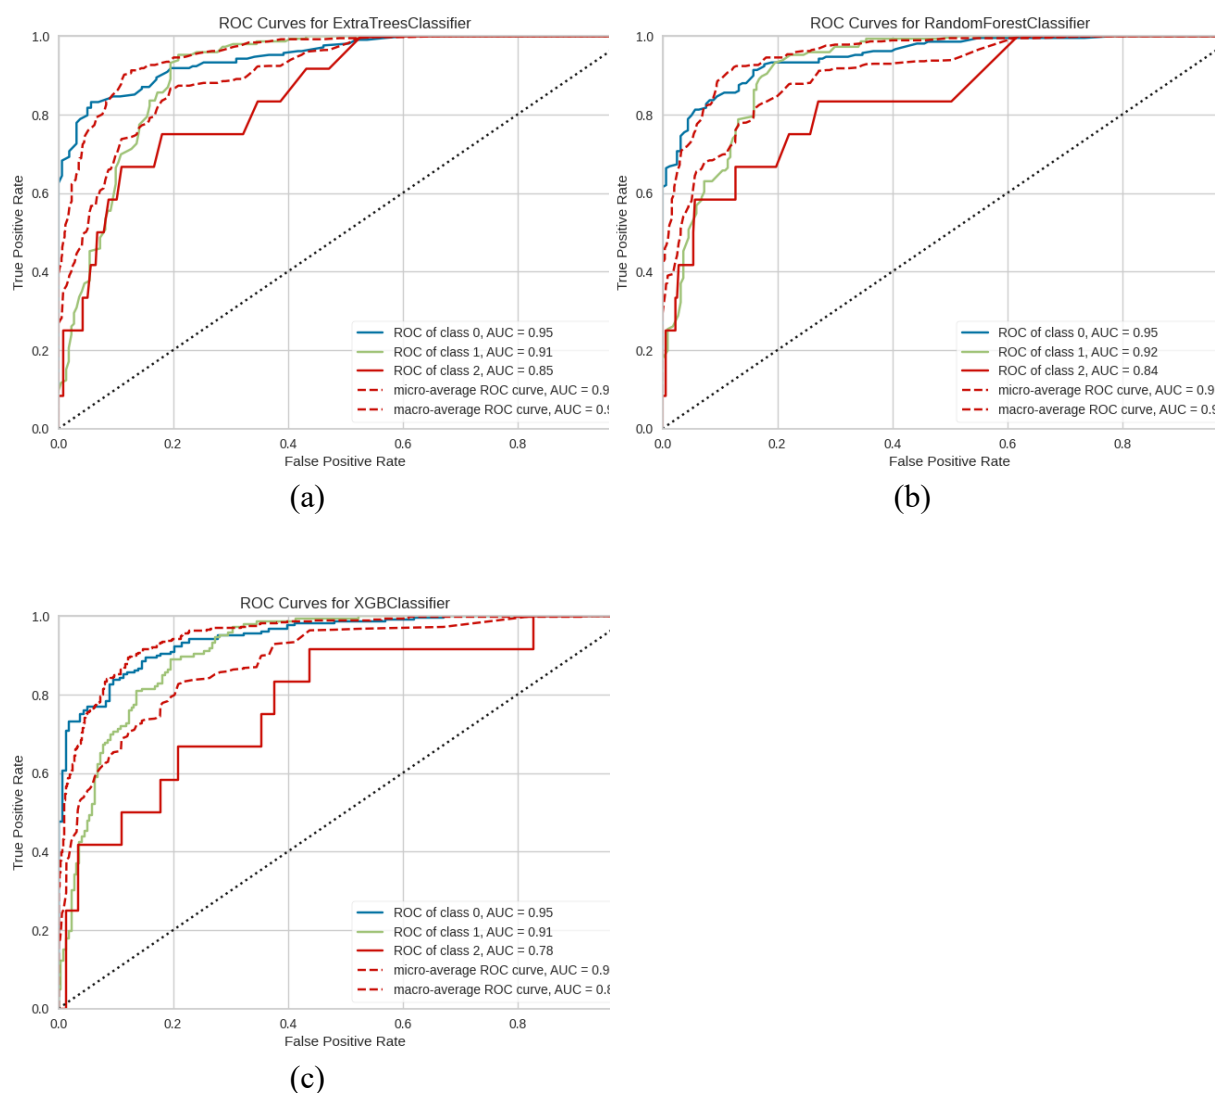 ROC Curves for ExtraTreesClassifier
True Positive Rate
1.0
0.8
0.6
0.4
0.2
0.0
ROC of class 0, AUC = 0.95
ROC of class 1, AUC = 0.91
ROC of class 2, AUC = 0.85
micro-average ROC curve, AUC = 0.9
macro-average ROC curve, AUC = 0.9
0.0 0.2 0.4 0.6 0.8
False Positive Rate
(a)
ROC Curves for RandomForestClassifier
True Positive Rate
1.0
0.8
0.6
0.4
0.2
0.0
ROC of class 0, AUC = 0.95
ROC of class 1, AUC = 0.92
ROC of class 2, AUC = 0.84
micro-average ROC curve, AUC = 0.9
macro-average ROC curve, AUC = 0.9
0.0 0.2 0.4 0.6 0.8
False Positive Rate
(b)
ROC Curves for XGBClassifier
True Positive Rate
1.0
0.8
0.6
0.4
0.2
0.0
ROC of class 0, AUC = 0.95
ROC of class 1, AUC = 0.91
ROC of class 2, AUC = 0.78
micro-average ROC curve, AUC = 0.9
macro-average ROC curve, AUC = 0.8
0.0 0.2 0.4 0.6 0.8
False Positive Rate
(c)